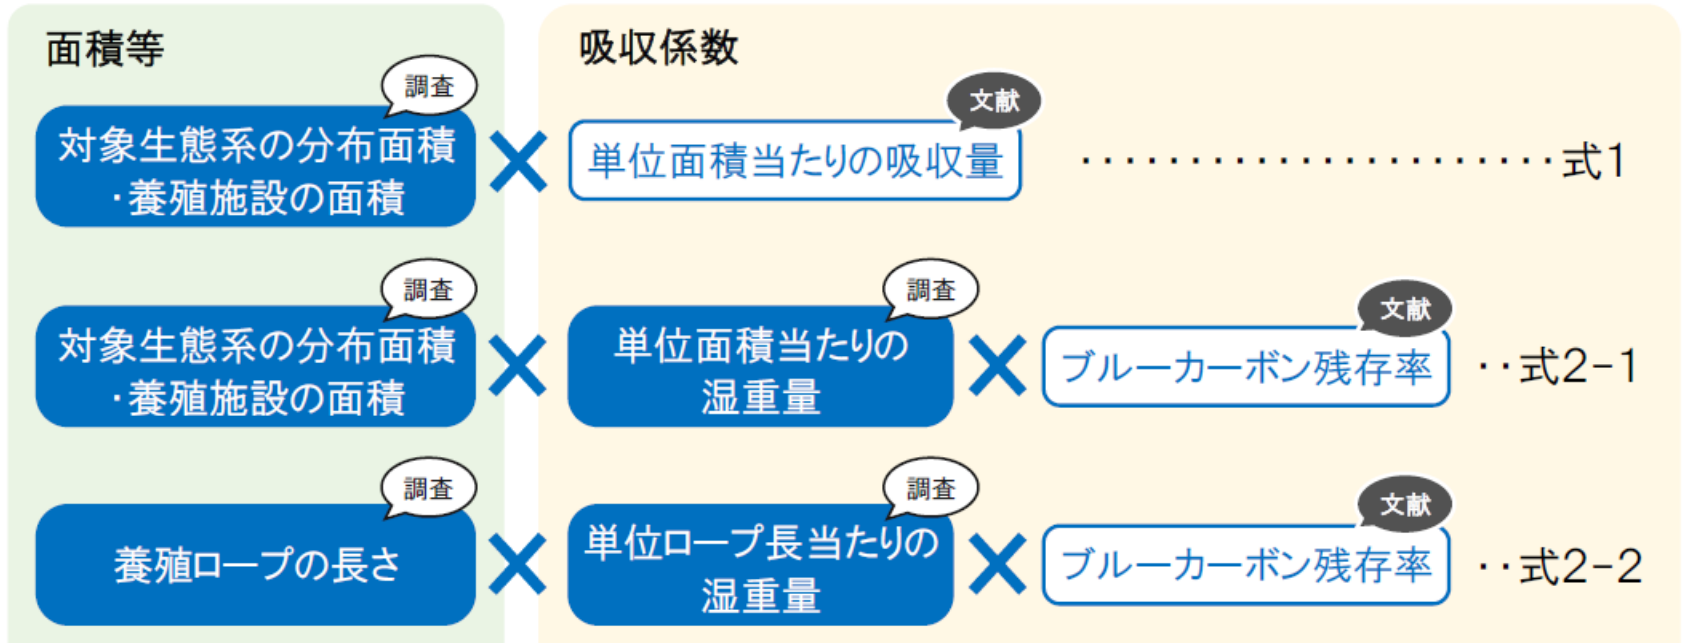 面積等
吸収係数
調査
文献
対象生態系の分布面積
・養殖施設の面積
×
単位面積当たりの吸収量
······················式1
調査
調査
文献
対象生態系の分布面積
・養殖施設の面積
×
単位面積当たりの
湿重量
×
ブルーカーボン残存率
··式2-1
調査
調査
文献
養殖ロープの長さ
×
単位ロープ長当たりの
湿重量
×
ブルーカーボン残存率
··式2-2